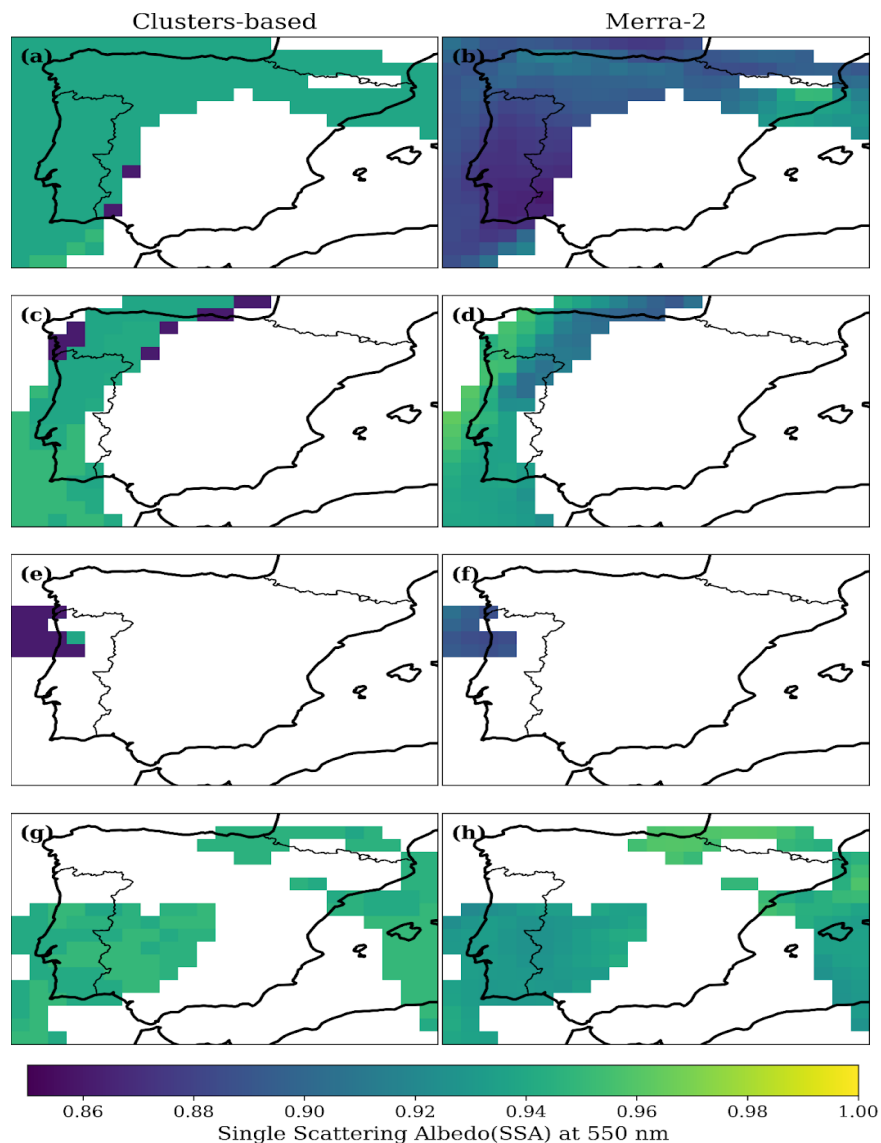 Clusters-based Merra-2
(a) (b)
(c) (d)
(e) (f)
(g) (h)
0.86 0.88 0.90 0.92 0.94 0.96 0.98 1.00
Single Scattering Albedo(SSA) at 550 nm